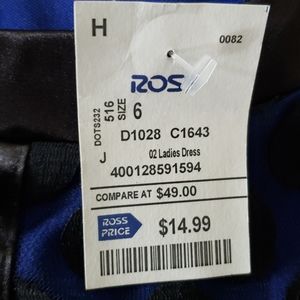 H
0082
ROSS
DOTS232
516
SIZE 6
D1028 C1643
J
02 Ladies Dress
400128591594
COMPARE AT $49.00
ROSS PRICE
$14.99